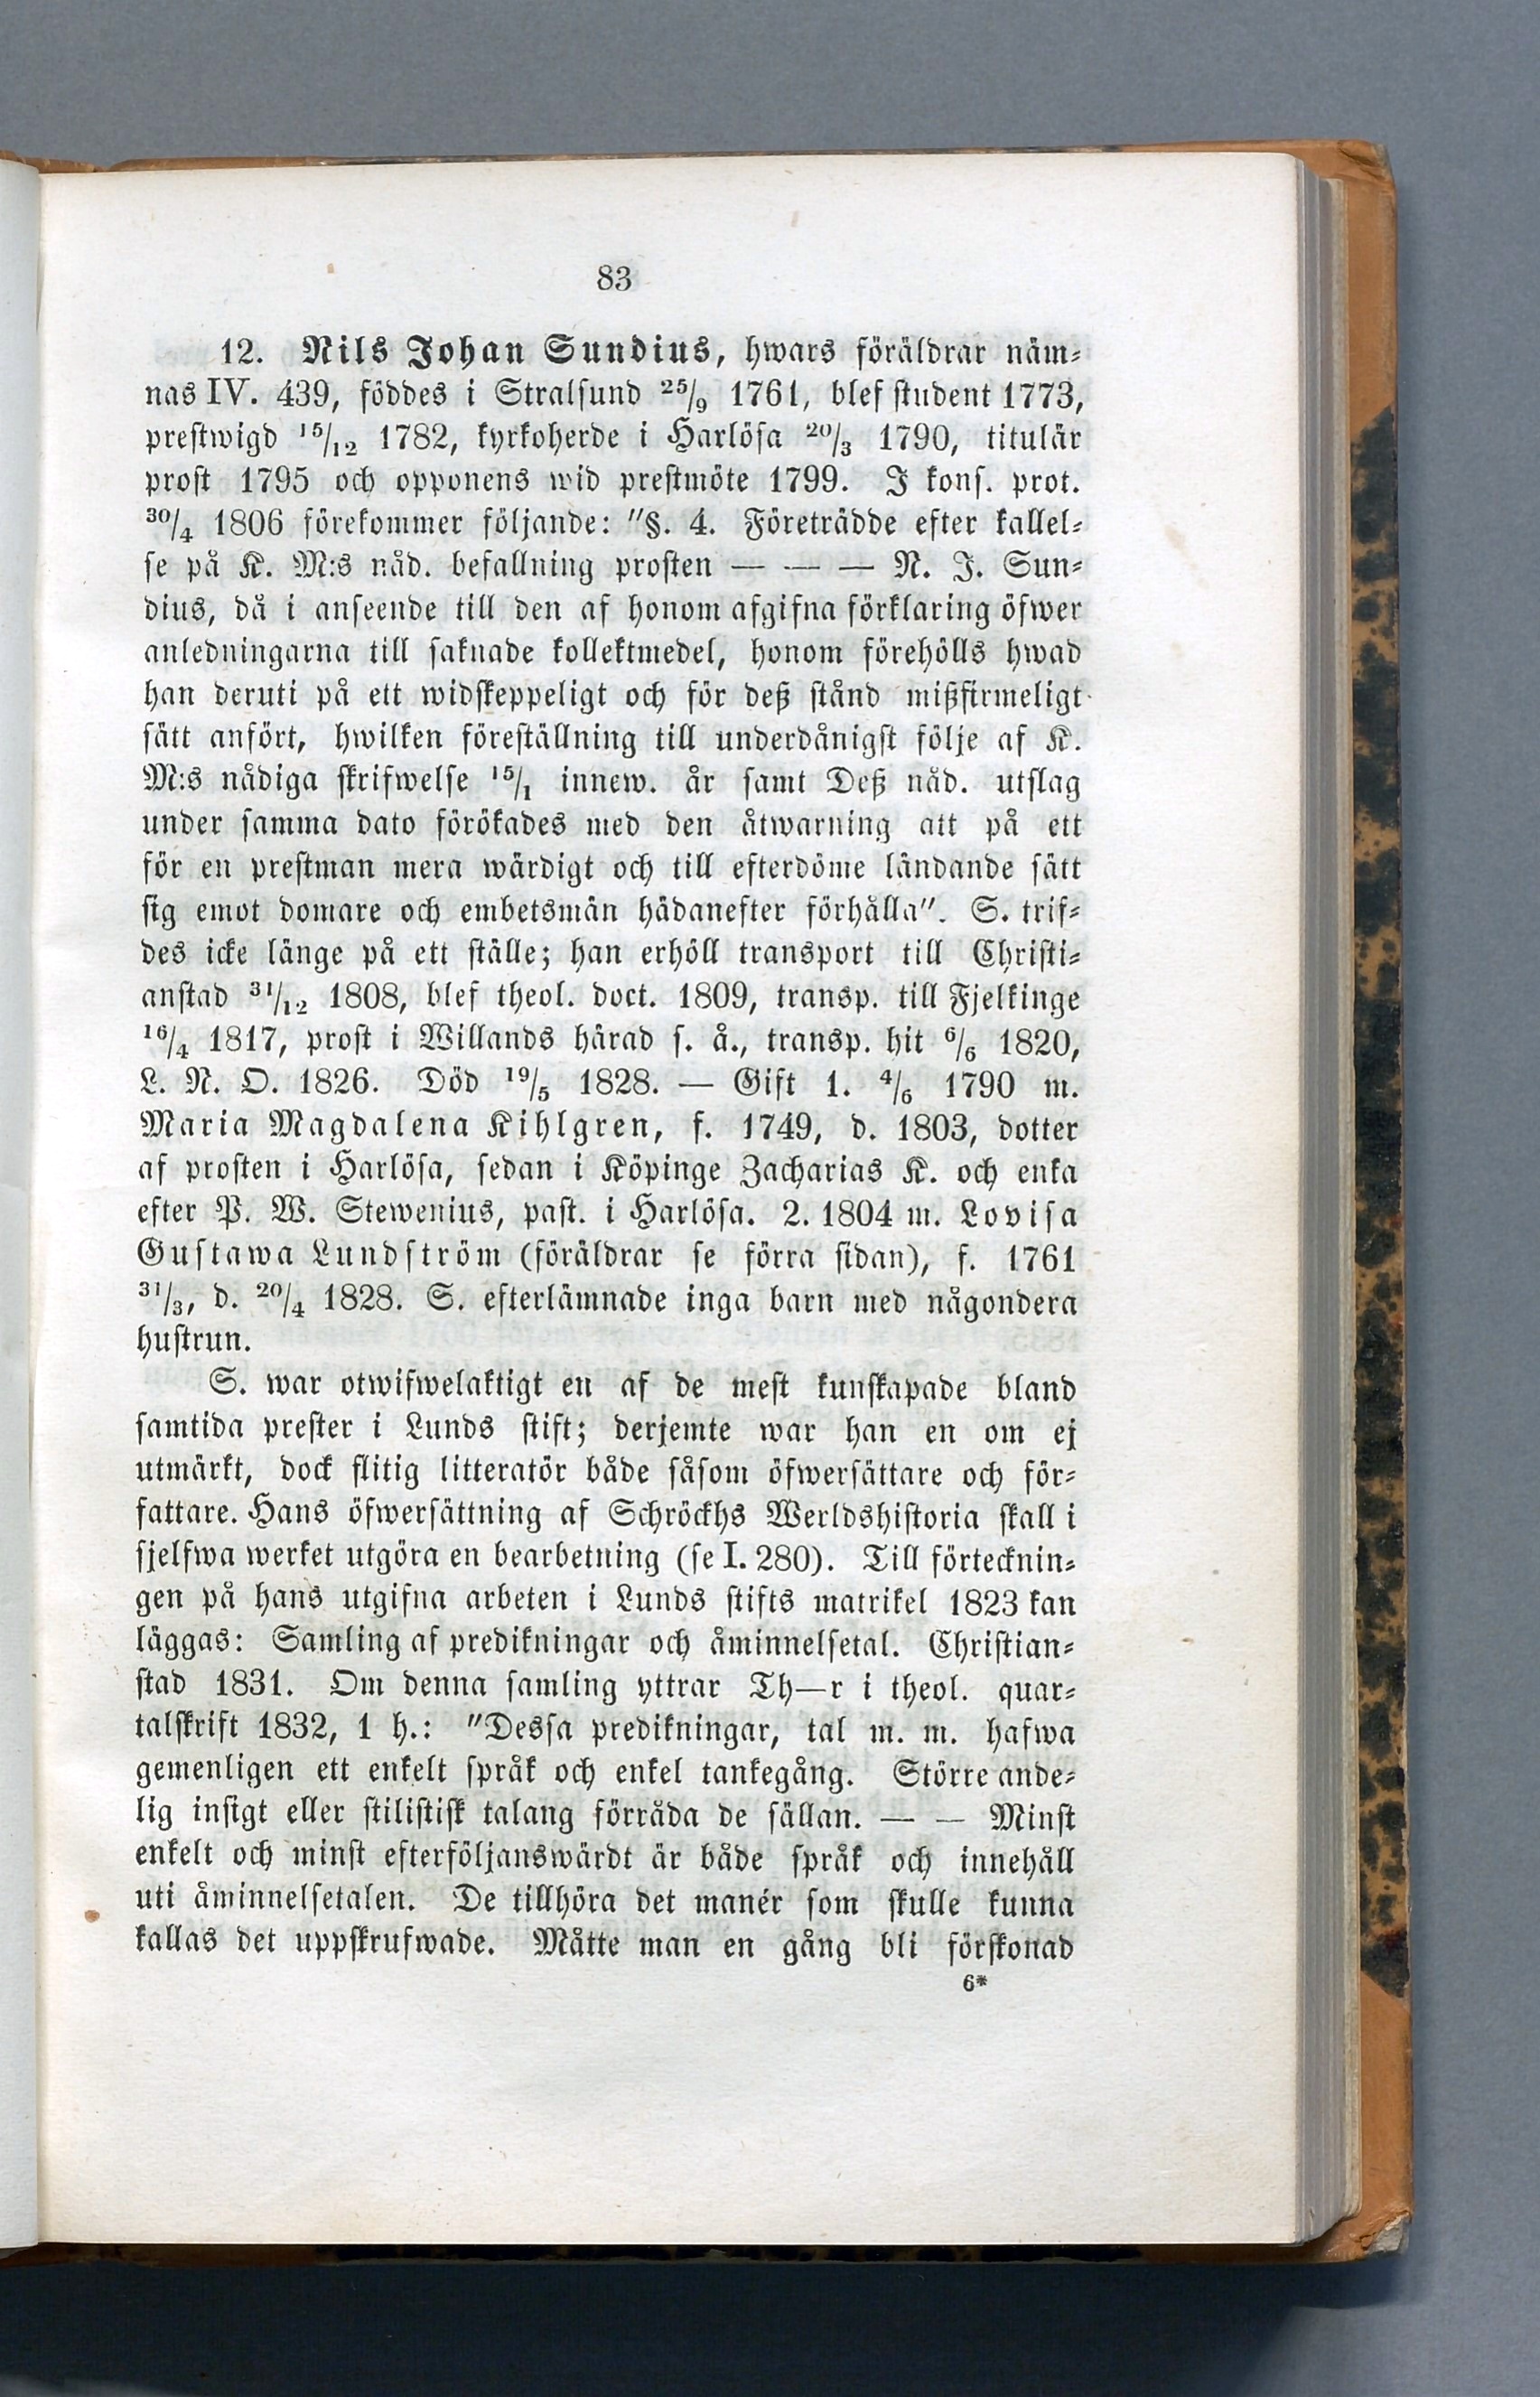 83
12. Nils Johan Sundius, hwars föräldrar näm-
nas IV. 439, föddes i Stralsund 25/9 1761, blef student 1773,
prestwigd 15/12 1782, kyrkoherde i Harlösa 20/3 1790, titulär
prost 1795 och opponens wid prestmöte 1799. I kons. prot.
30/4 1806 förekommer följande: "§. 4. Företrädde efter kallel-
se på K. M:s nåd. befallning prosten — — — N. J. Sun-
dius, då i anseende till den af honom afgifna förklaring öfwer
anledningarna till saknade kollektmedel, honom förehölls hwad
han deruti på ett widskeppeligt och för deß stånd mißfirmeligt
sätt anfört, hwilken föreställning till underdånigst följe af K.
M:s nådiga skrifwelse 15/1 innew. år samt Deß nåd. utslag
under samma dato förökades med den åtwarning att på ett
för en prestman mera wärdigt och till efterdöme ländande sätt
sig emot domare och embetsmän hädanefter förhålla". S. trif-
des icke länge på ett ställe; han erhöll transport till Christi-
anstad 31/12 1808, blef theol. doct. 1809, transp. till Fjelkinge
16/4 1817, prost i Willands härad s. å., transp. hit 6/6 1820,
L. N. O. 1826. Död 19/5 1828. — Gift 1. 4/6 1790 m.
Maria Magdalena Kihlgren, f. 1749, d. 1803, dotter
af prosten i Harlösa, sedan i Köpinge Zacharias K. och enka
efter P. W. Stewenius, past. i Harlösa. 2. 1804 m. Lovisa
Gustawa Lundström (föräldrar se förra sidan), f. 1761
31/3, d. 20/4 1828. S. efterlämnade inga barn med någondera
hustrun.
S. war otwifwelaktigt en af de mest kunskapade bland
samtida prester i Lunds stift; derjemte war han en om ej
utmärkt, dock flitig litteratör både såsom öfwersättare och för-
fattare. Hans öfwersättning af Schröckhs Werldshistoria skall i
sjelfwa werket utgöra en bearbetning (se I. 280). Till förtecknin-
gen på hans utgifna arbeten i Lunds stifts matrikel 1823 kan
läggas: Samling af predikningar och åminnelsetal. Christian-
stad 1831. Om denna samling yttrar Th—r i theol. quar-
talskrift 1832, 1 h.: "Dessa predikningar, tal m. m. hafwa
gemenligen ett enkelt språk och enkel tankegång. Större ande-
lig insigt eller stilistisk talang förråda de sällan. — — Minst
enkelt och minst efterföljanswärdt är både språk och innehåll
uti åminnelsetalen. De tillhöra det manér som skulle kunna
kallas det uppskrufwade. Måtte man en gång bli förskonad
6*